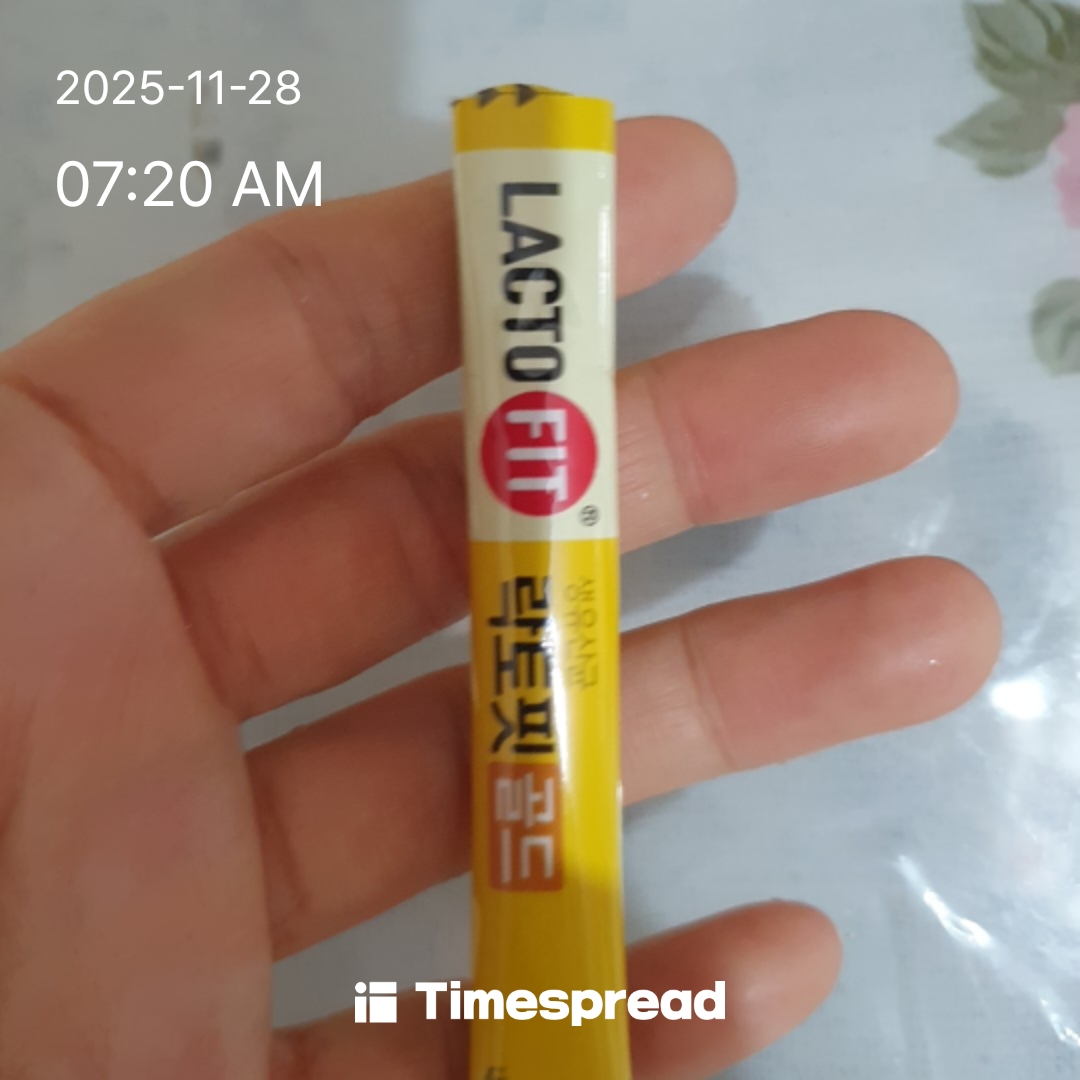 2025-11-28
07:20 AM
LACTO FIT®
생유산균
락토핏
골드
Timespread